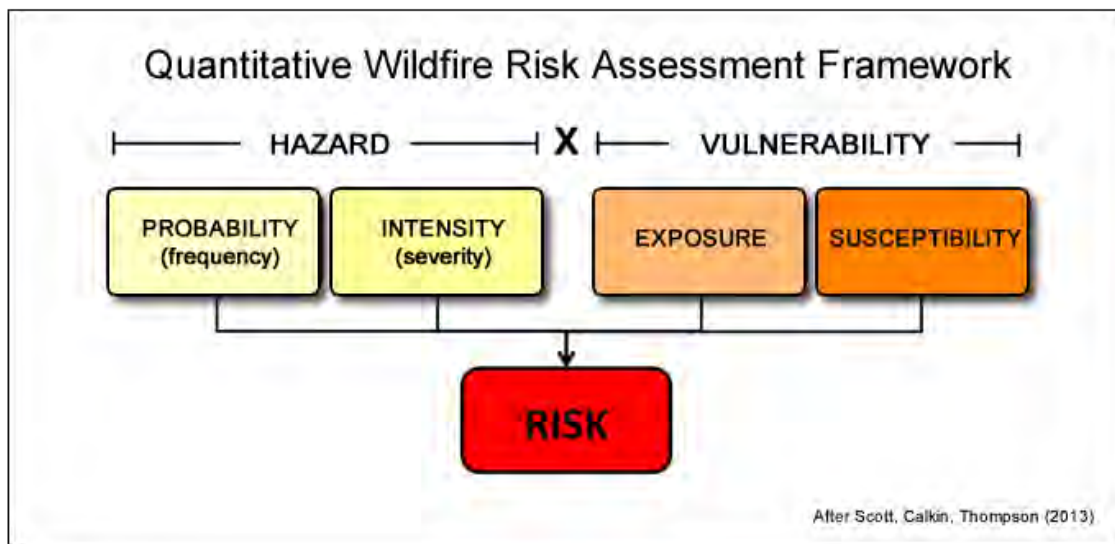 Quantitative Wildfire Risk Assessment Framework
HAZARD X VULNERABILITY
PROBABILITY
(frequency)
INTENSITY
(severity)
EXPOSURE
SUSCEPTIBILITY
RISK
After Scott, Calkin, Thompson (2013)